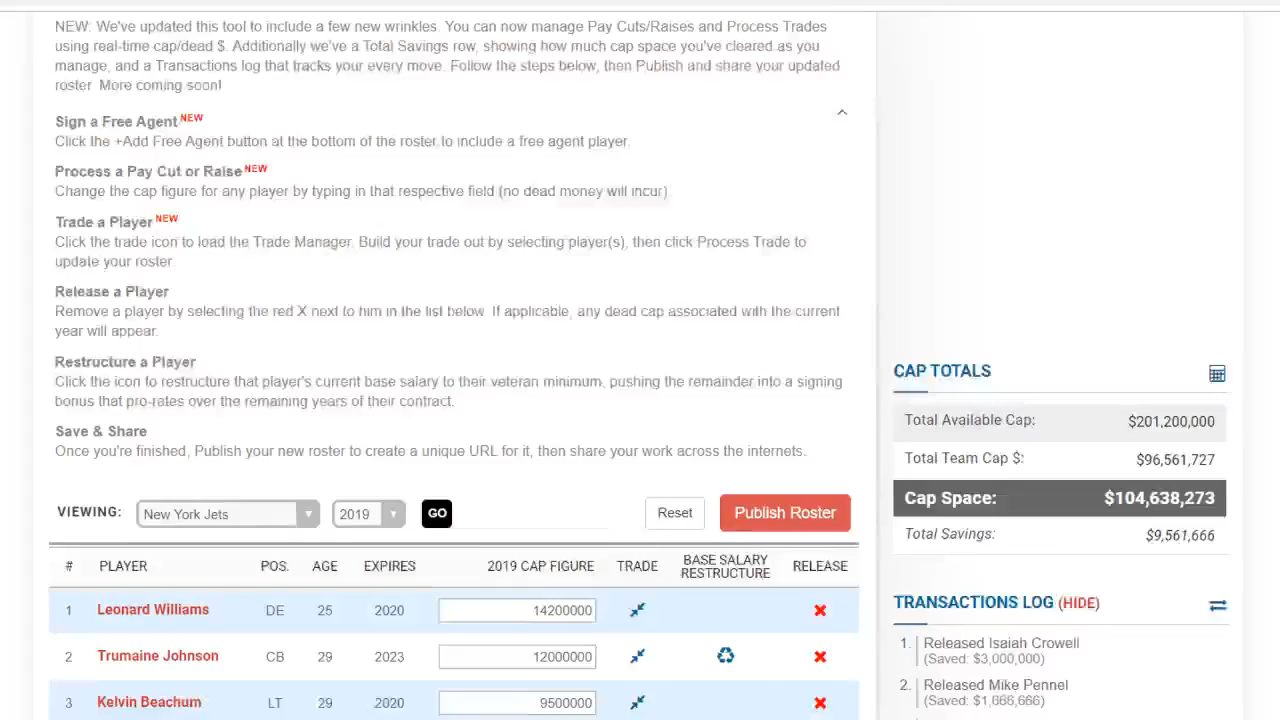 NEW: We've updated this tool to include a few new wrinkles. You can now manage Pay Cuts/Raises and Process Trades
using real-time cap/dead $. Additionally we've a Total Savings row, showing how much cap space you've cleared as you
manage, and a Transactions log that tracks your every move. Follow the steps below, then Publish and share your updated
roster. More coming soon!
Sign a Free Agent NEW
Click the +Add Free Agent button at the bottom of the roster to include a free agent player.
Process a Pay Cut or Raise NEW
Change the cap figure for any player by typing in that respective field (no dead money will incur)
Trade a Player NEW
Click the trade icon to load the Trade Manager. Build your trade out by selecting player(s), then click Process Trade to
update your roster
Release a Player
Remove a player by selecting the red X next to him in the list below. If applicable, any dead cap associated with the current
year will appear.
Restructure a Player
Click the icon to restructure that player's current base salary to their veteran minimum, pushing the remainder into a signing
bonus that pro-rates over the remaining years of their contract.
Save & Share
Once you're finished, Publish your new roster to create a unique URL for it, then share your work across the internets.
VIEWING: New York Jets 2019 GO Reset Publish Roster
# PLAYER POS. AGE EXPIRES 2019 CAP FIGURE TRADE BASE SALARY RESTRUCTURE RELEASE
1 Leonard Williams DE 25 2020 14200000
2 Trumaine Johnson CB 29 2023 12000000
3 Kelvin Beachum LT 29 2020 9500000
CAP TOTALS
Total Available Cap: $201,200,000
Total Team Cap $: $96,561,727
Cap Space: $104,638,273
Total Savings: $9,561,666
TRANSACTIONS LOG (HIDE)
1. Released Isaiah Crowell
(Saved: $3,000,000)
2. Released Mike Pennel
(Saved: $1,666,666)